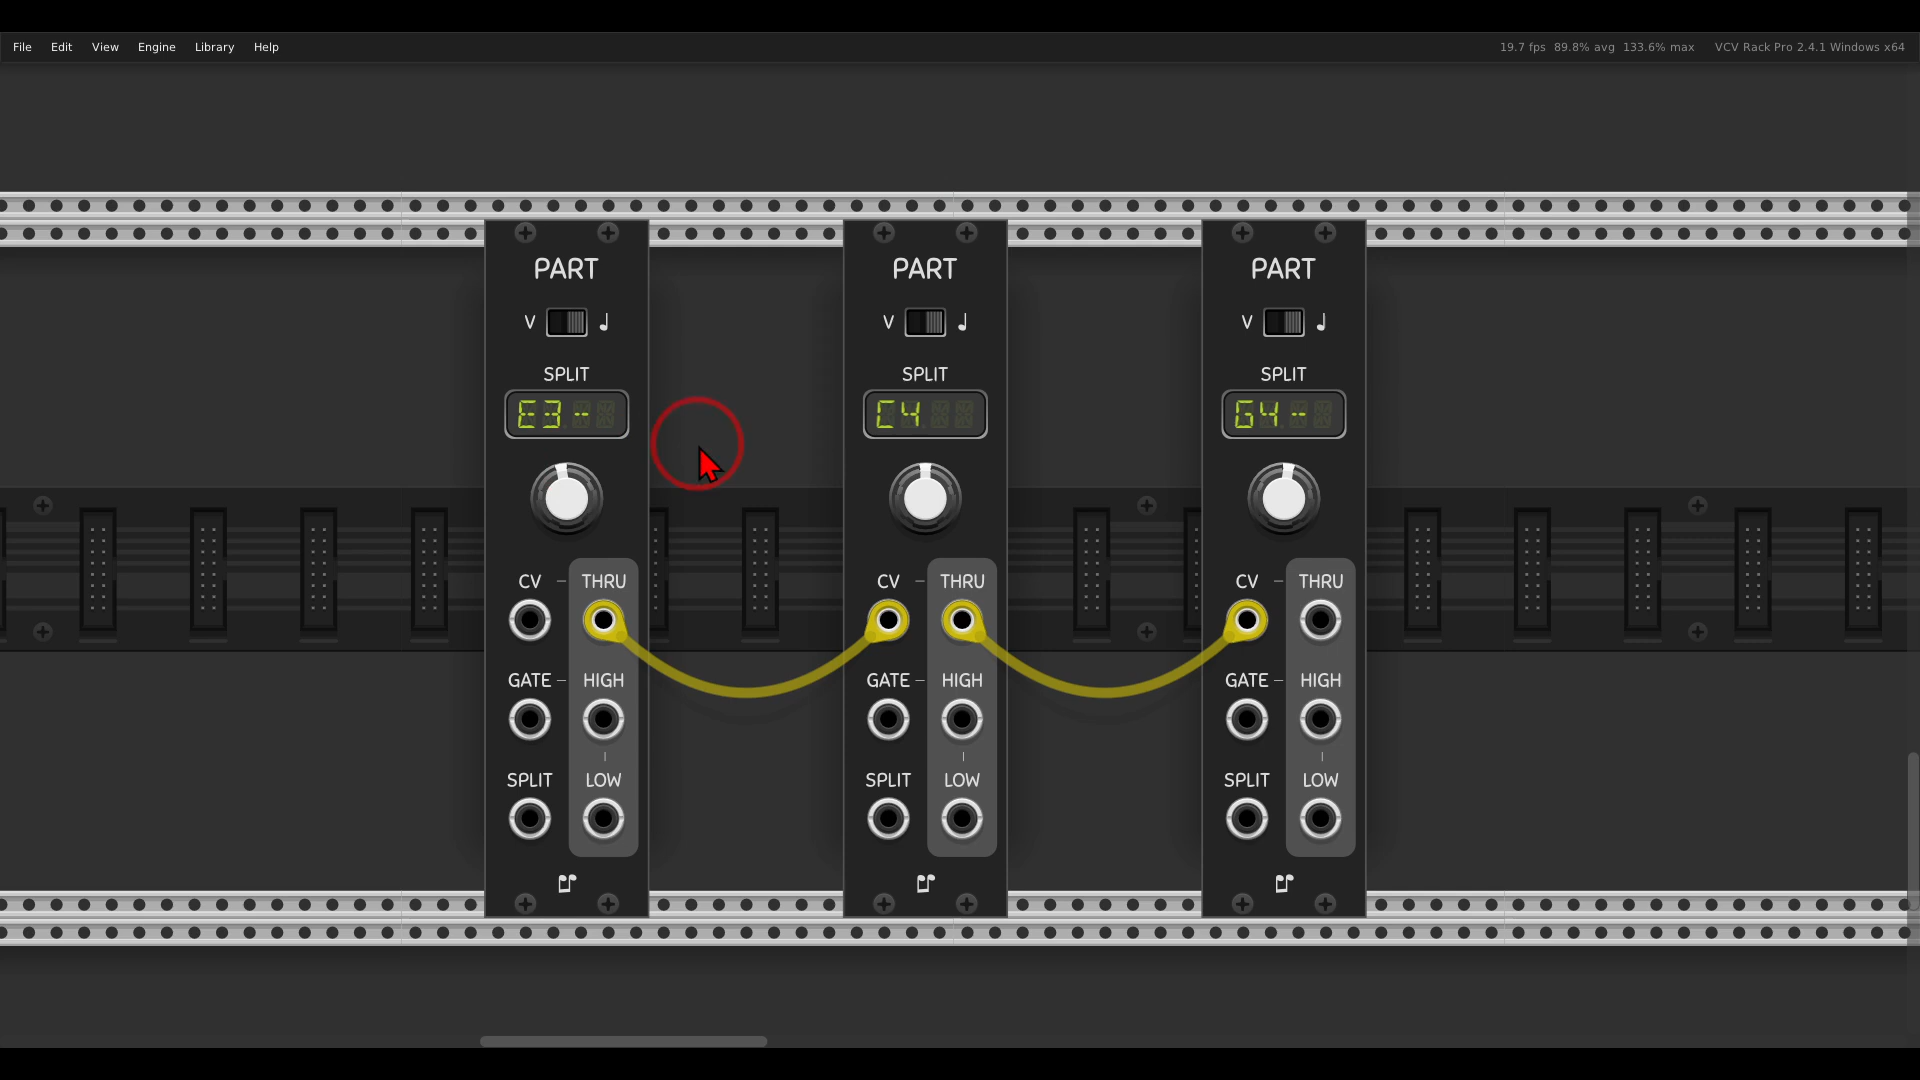 File Edit View Engine Library Help
19.7 fps 89.8% avg 133.6% max VCV Rack Pro 2.4.1 Windows x64
PART
V
SPLIT
E3-
CV THRU
GATE HIGH
SPLIT LOW
PART
V
SPLIT
C4
CV THRU
GATE HIGH
SPLIT LOW
PART
V
SPLIT
G4-
CV THRU
GATE HIGH
SPLIT LOW